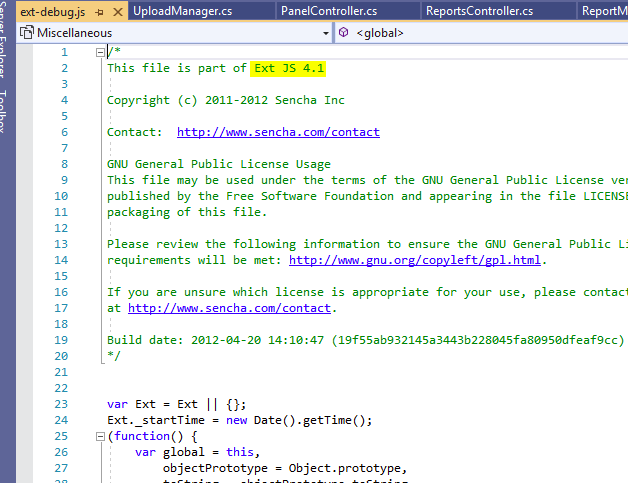 ext-debug.js
UploadManager.cs
PanelController.cs
ReportsController.cs
ReportM
Server Explorer
Toolbox
Miscellaneous
<global>
1 /*
2 This file is part of Ext JS 4.1
3
4 Copyright (c) 2011-2012 Sencha Inc
5
6 Contact:  http://www.sencha.com/contact
7
8 GNU General Public License Usage
9 This file may be used under the terms of the GNU General Public License ver
10 published by the Free Software Foundation and appearing in the file LICENSE
11 packaging of this file.
12
13 Please review the following information to ensure the GNU General Public Li
14 requirements will be met: http://www.gnu.org/copyleft/gpl.html.
15
16 If you are unsure which license is appropriate for your use, please contact
17 at http://www.sencha.com/contact.
18
19 Build date: 2012-04-20 14:10:47 (19f55ab932145a3443b228045fa80950dfeaf9cc)
20 */
21
22
23 var Ext = Ext || {};
24 Ext._startTime = new Date().getTime();
25 (function() {
26     var global = this,
27         objectPrototype = Object.prototype,